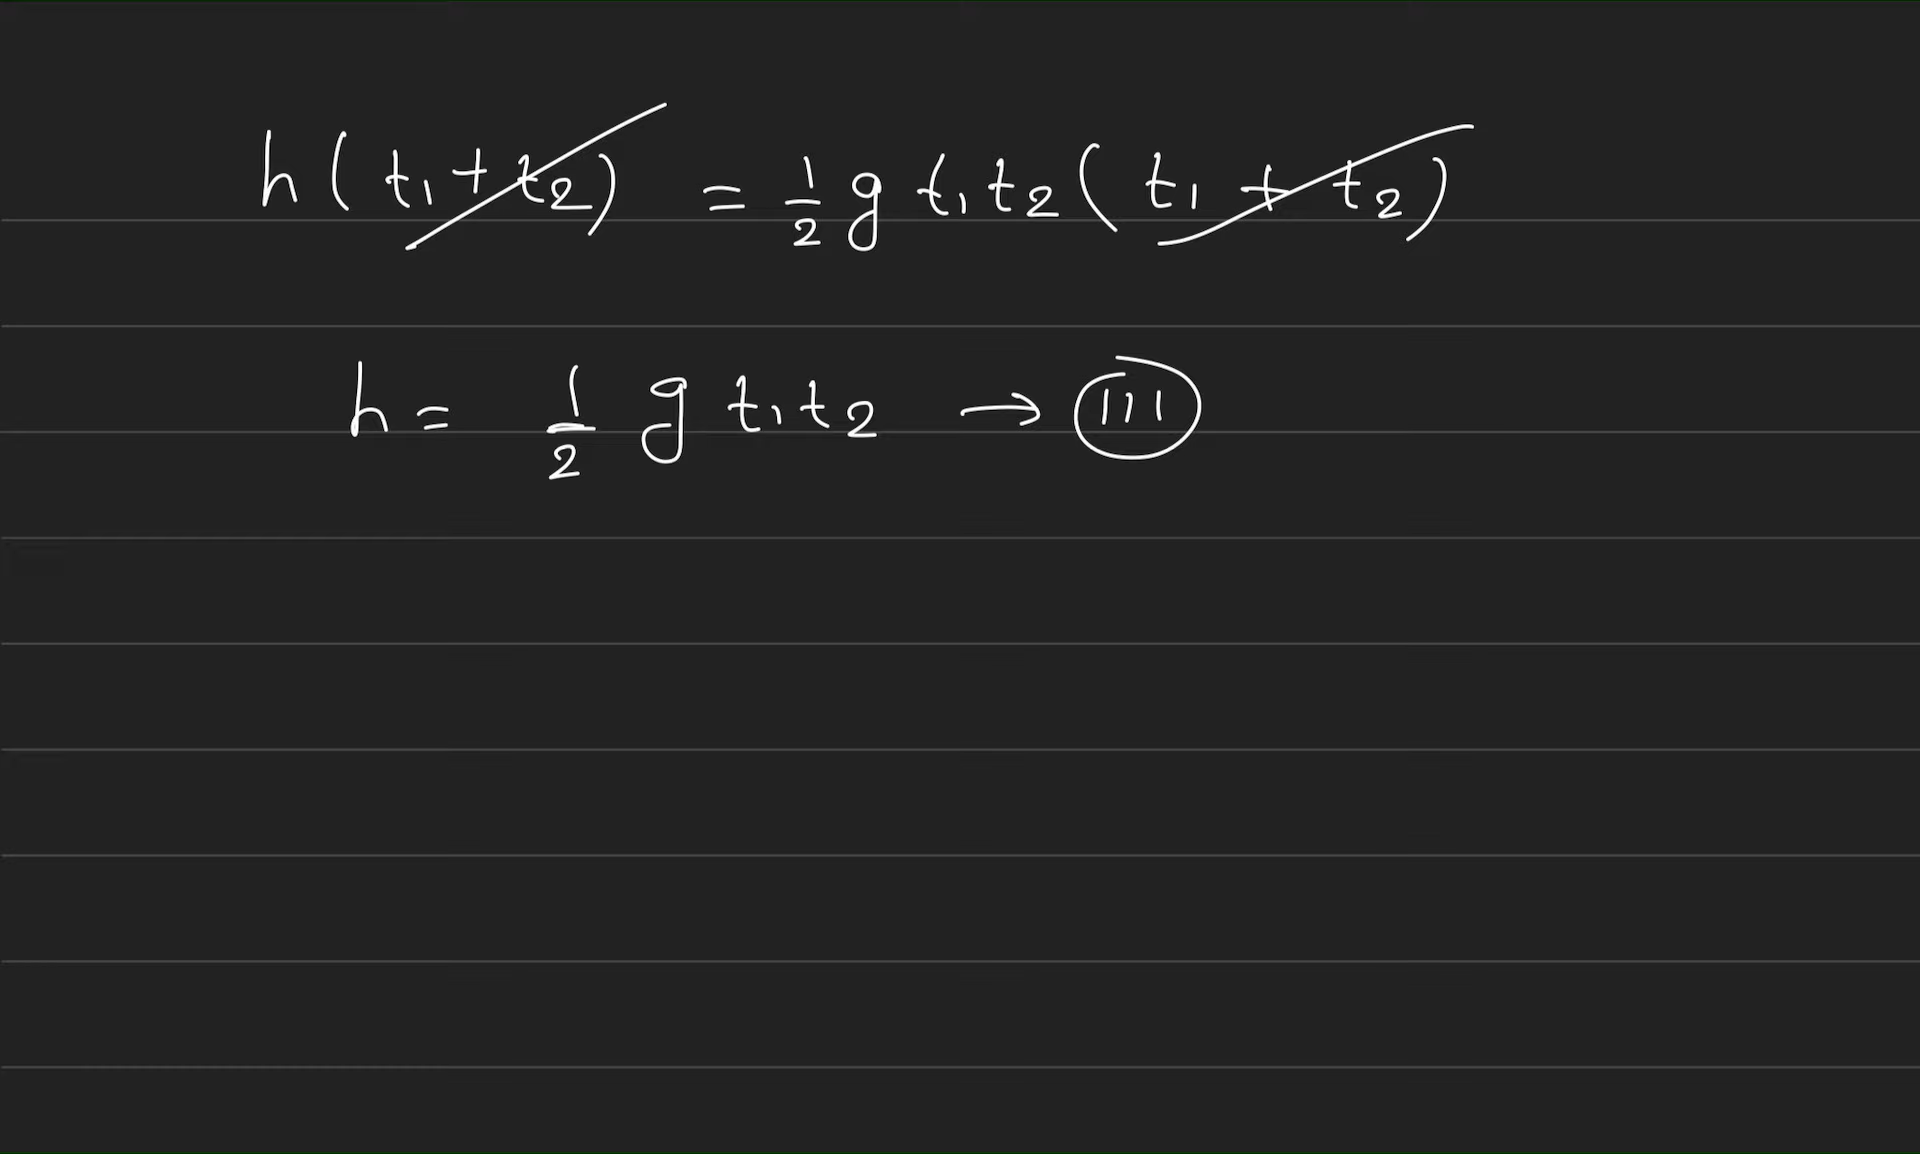 h(t₁+t₂) = ½ g t₁t₂(t₁ + t₂)
h = ½ g t₁t₂ → III